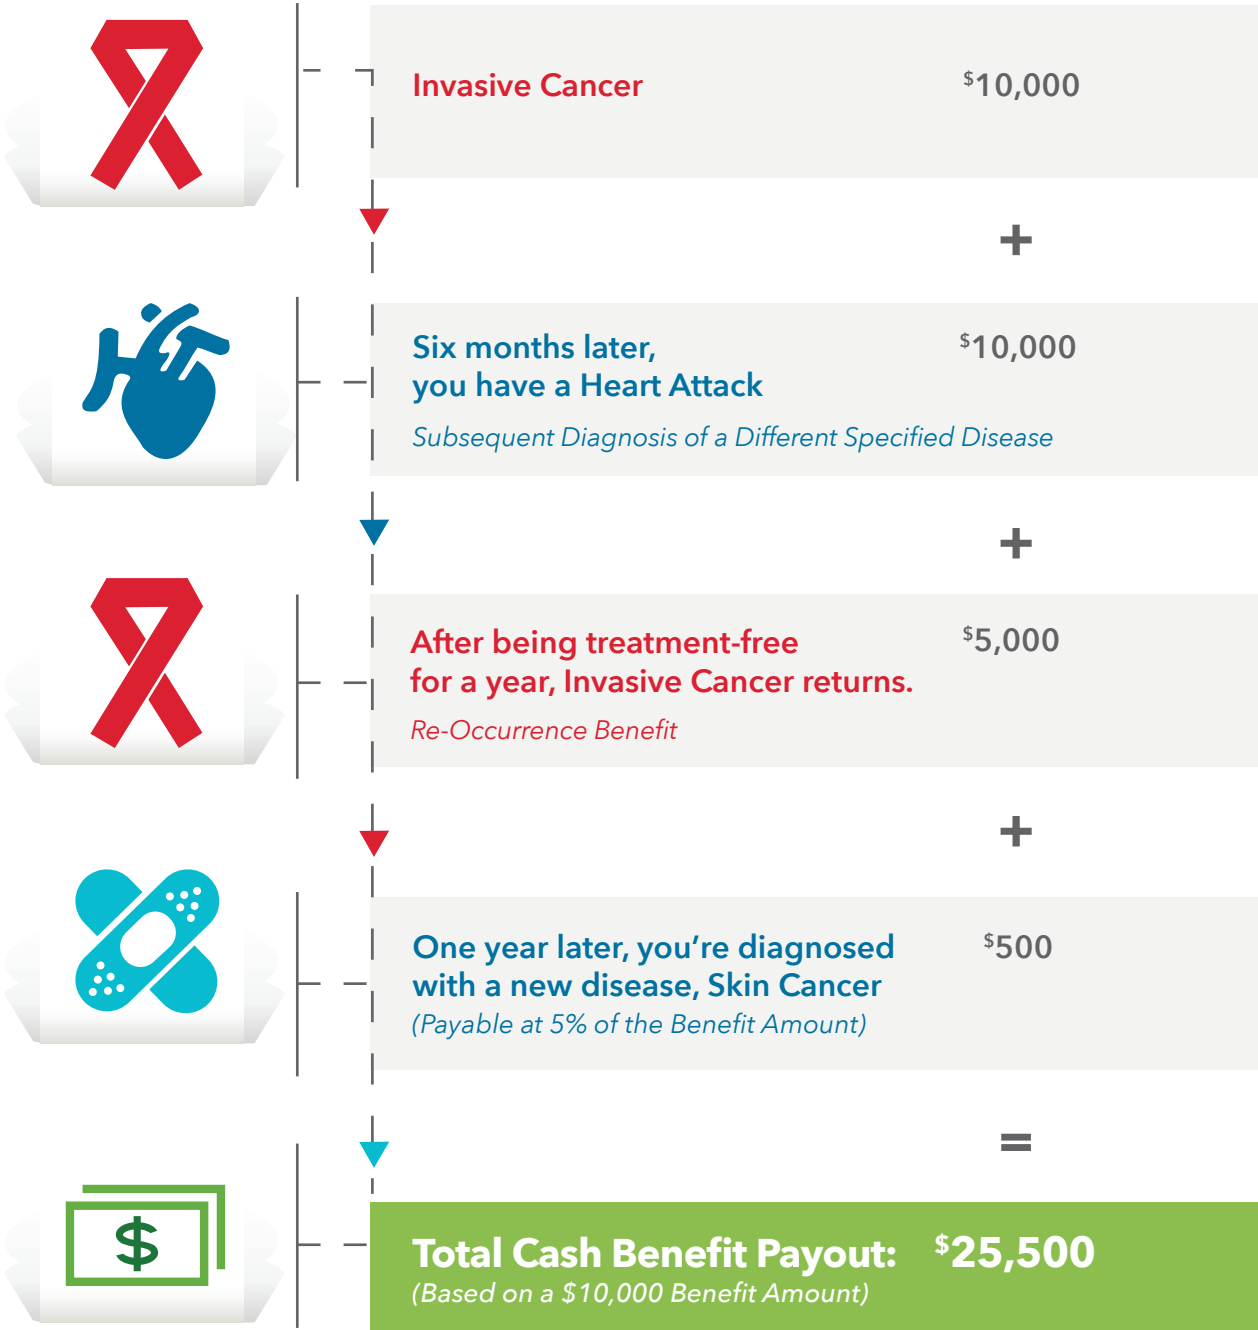 Invasive Cancer $10,000
+
Six months later, $10,000
you have a Heart Attack
Subsequent Diagnosis of a Different Specified Disease
+
After being treatment-free $5,000
for a year, Invasive Cancer returns.
Re-Occurrence Benefit
+
One year later, you’re diagnosed $500
with a new disease, Skin Cancer
(Payable at 5% of the Benefit Amount)
=
$
Total Cash Benefit Payout: $25,500
(Based on a $10,000 Benefit Amount)